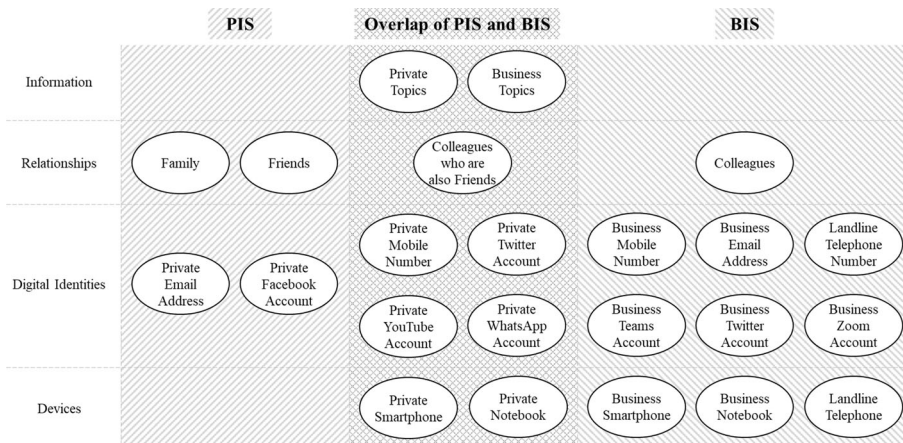 PIS
Overlap of PIS and BIS
BIS
Information
Private
Topics
Business
Topics
Relationships
Family
Friends
Colleagues
who are
also Friends
Colleagues
Digital Identities
Private
Email
Address
Private
Facebook
Account
Private
Mobile
Number
Private
Twitter
Account
Business
Mobile
Number
Business
Email
Address
Landline
Telephone
Number
Private
YouTube
Account
Private
WhatsApp
Account
Business
Teams
Account
Business
Twitter
Account
Business
Zoom
Account
Devices
Private
Smartphone
Private
Notebook
Business
Smartphone
Business
Notebook
Landline
Telephone